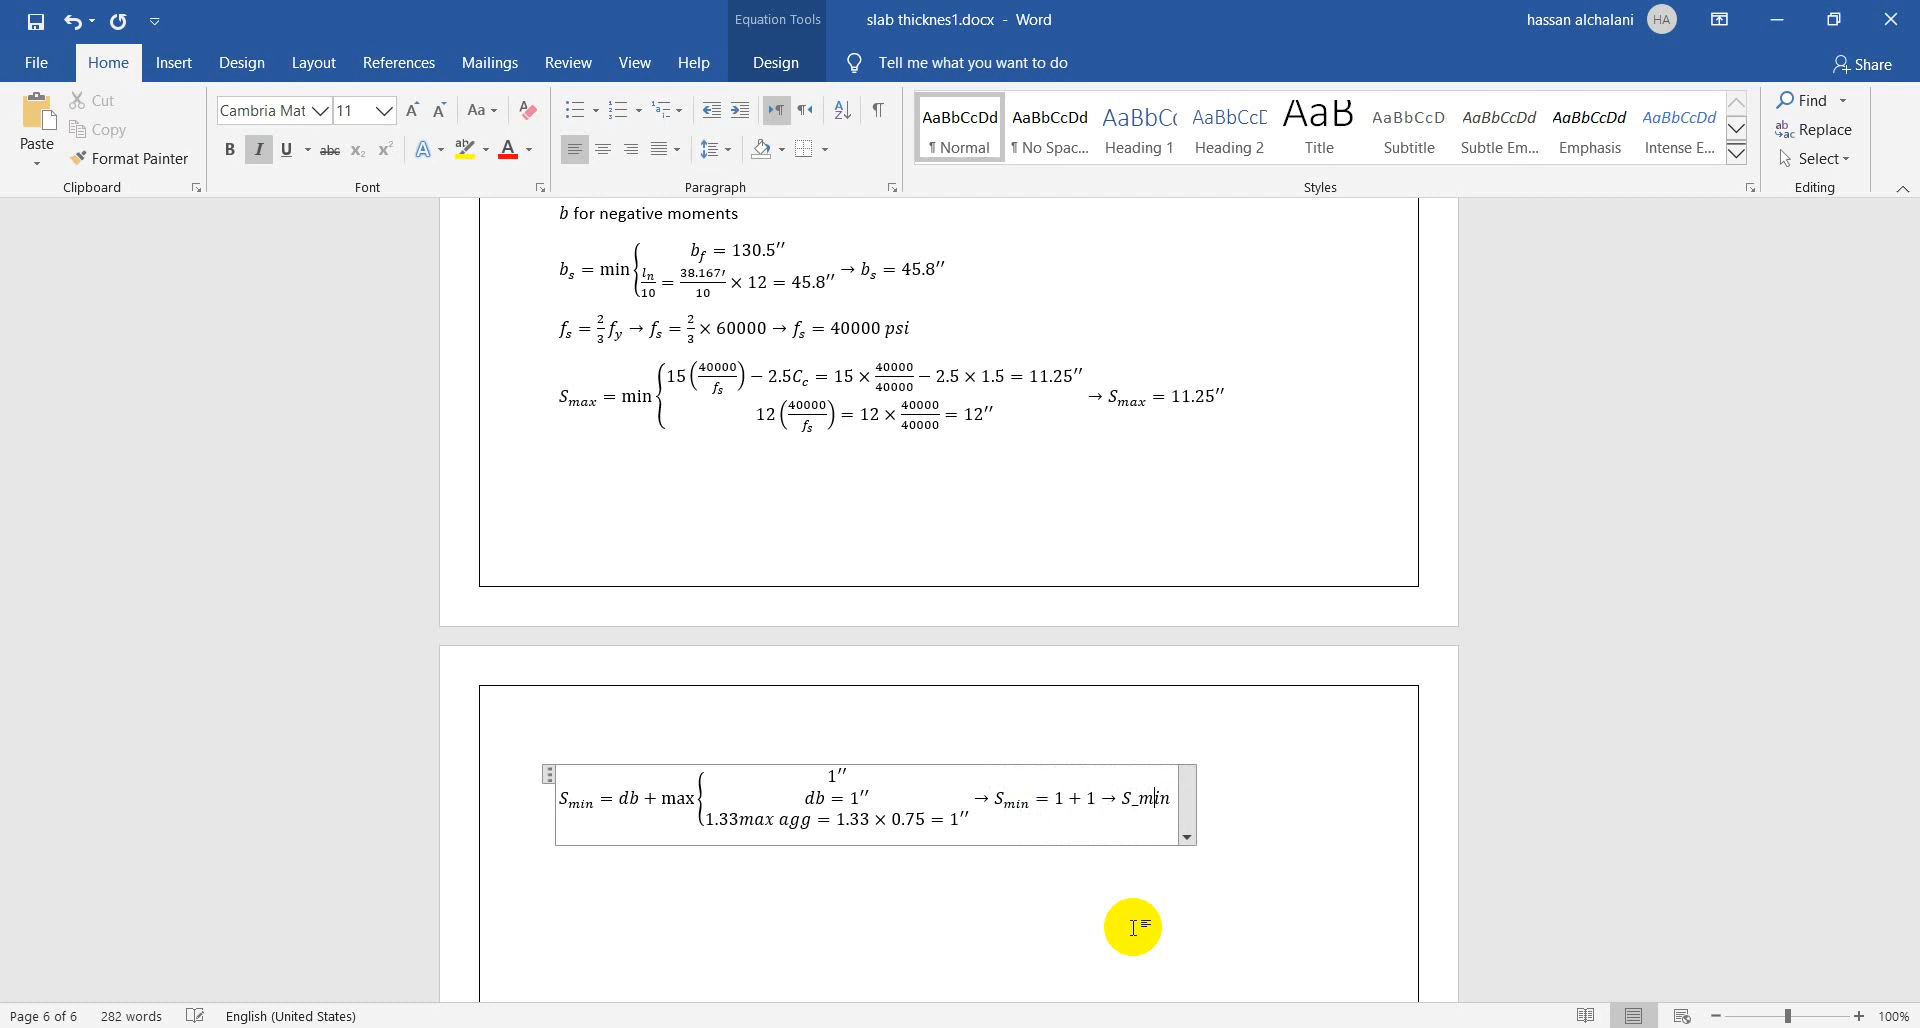 Equation Tools
slab thicknes1.docx - Word
hassan alchalani HA
File Home Insert Design Layout References Mailings Review View Help Design Tell me what you want to do Share
Paste Cut Copy Format Painter
Clipboard
Cambria Mat 11 Aa
B I U abc x₂ x² A ab A
Font
Paragraph
AaBbCcDd AaBbCcDd AaBbCc AaBbCcE AaB AaBbCcD AaBbCcDd AaBbCcDd AaBbCcDd
¶ Normal ¶ No Spac... Heading 1 Heading 2 Title Subtitle Subtle Em... Emphasis Intense E...
Styles
Find
Replace
Select
Editing
b for negative moments
b_f = 130.5″
b_s = min{ l_n/10 = 38.167′/10 × 12 = 45.8″ → b_s = 45.8″
f_s = 2/3 f_y → f_s = 2/3 × 60000 → f_s = 40000 psi
15(40000/f_s) − 2.5C_c = 15 × 40000/40000 − 2.5 × 1.5 = 11.25″
S_max = min{ → S_max = 11.25″
12(40000/f_s) = 12 × 40000/40000 = 12″
1″
S_min = db + max{ db = 1″ → S_min = 1 + 1 → S_min
1.33max agg = 1.33 × 0.75 = 1″
Page 6 of 6 282 words English (United States) 100%